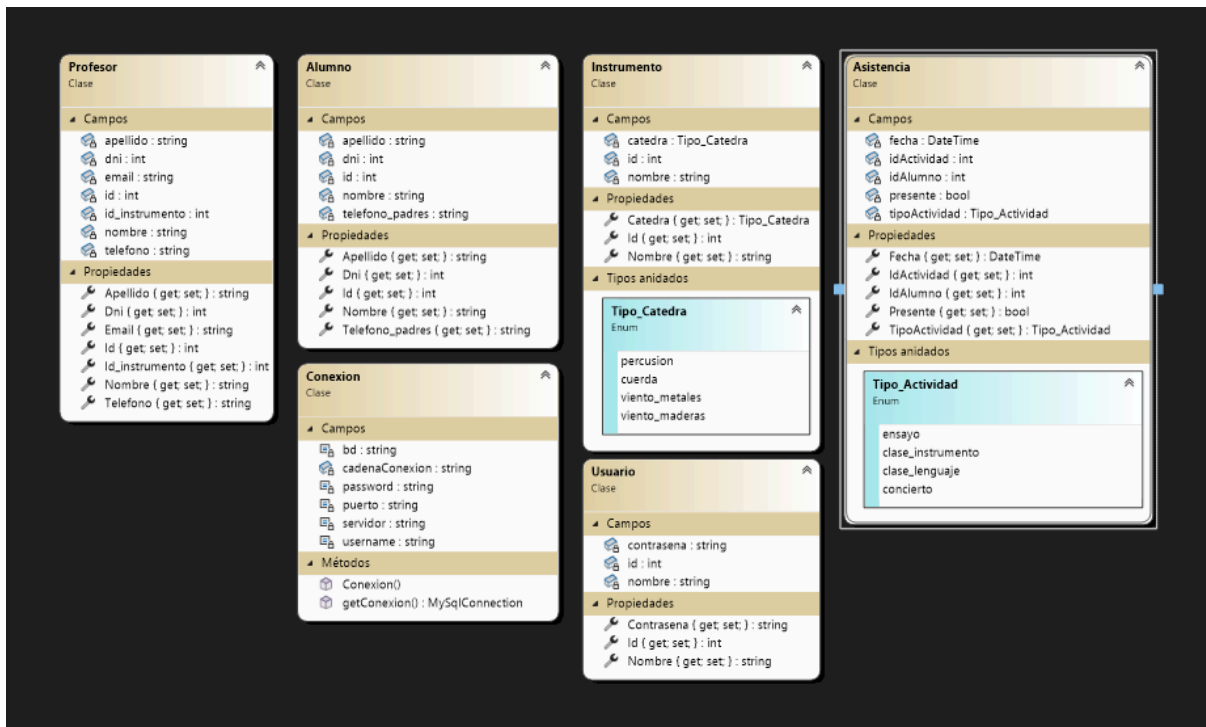 Profesor
Clase
Campos
apellido : string
dni : int
email : string
id : int
id_instrumento : int
nombre : string
telefono : string
Propiedades
Apellido { get; set; } : string
Dni { get; set; } : int
Email { get; set; } : string
Id { get; set; } : int
Id_instrumento { get; set; } : int
Nombre { get; set; } : string
Telefono { get; set; } : string
Alumno
Clase
Campos
apellido : string
dni : int
id : int
nombre : string
telefono_padres : string
Propiedades
Apellido { get; set; } : string
Dni { get; set; } : int
Id { get; set; } : int
Nombre { get; set; } : string
Telefono_padres { get; set; } : string
Conexion
Clase
Campos
bd : string
cadenaConexion : string
password : string
puerto : string
servidor : string
username : string
Métodos
Conexion()
getConexion() : MySqlConnection
Instrumento
Clase
Campos
catedra : Tipo_Catedra
id : int
nombre : string
Propiedades
Catedra { get; set; } : Tipo_Catedra
Id { get; set; } : int
Nombre { get; set; } : string
Tipos anidados
Tipo_Catedra
Enum
percusion
cuerda
viento_metales
viento_maderas
Usuario
Clase
Campos
contrasena : string
id : int
nombre : string
Propiedades
Contrasena { get; set; } : string
Id { get; set; } : int
Nombre { get; set; } : string
Asistencia
Clase
Campos
fecha : DateTime
idActividad : int
idAlumno : int
presente : bool
tipoActividad : Tipo_Actividad
Propiedades
Fecha { get; set; } : DateTime
IdActividad { get; set; } : int
IdAlumno { get; set; } : int
Presente { get; set; } : bool
TipoActividad { get; set; } : Tipo_Actividad
Tipos anidados
Tipo_Actividad
Enum
ensayo
clase_instrumento
clase_lenguaje
concierto